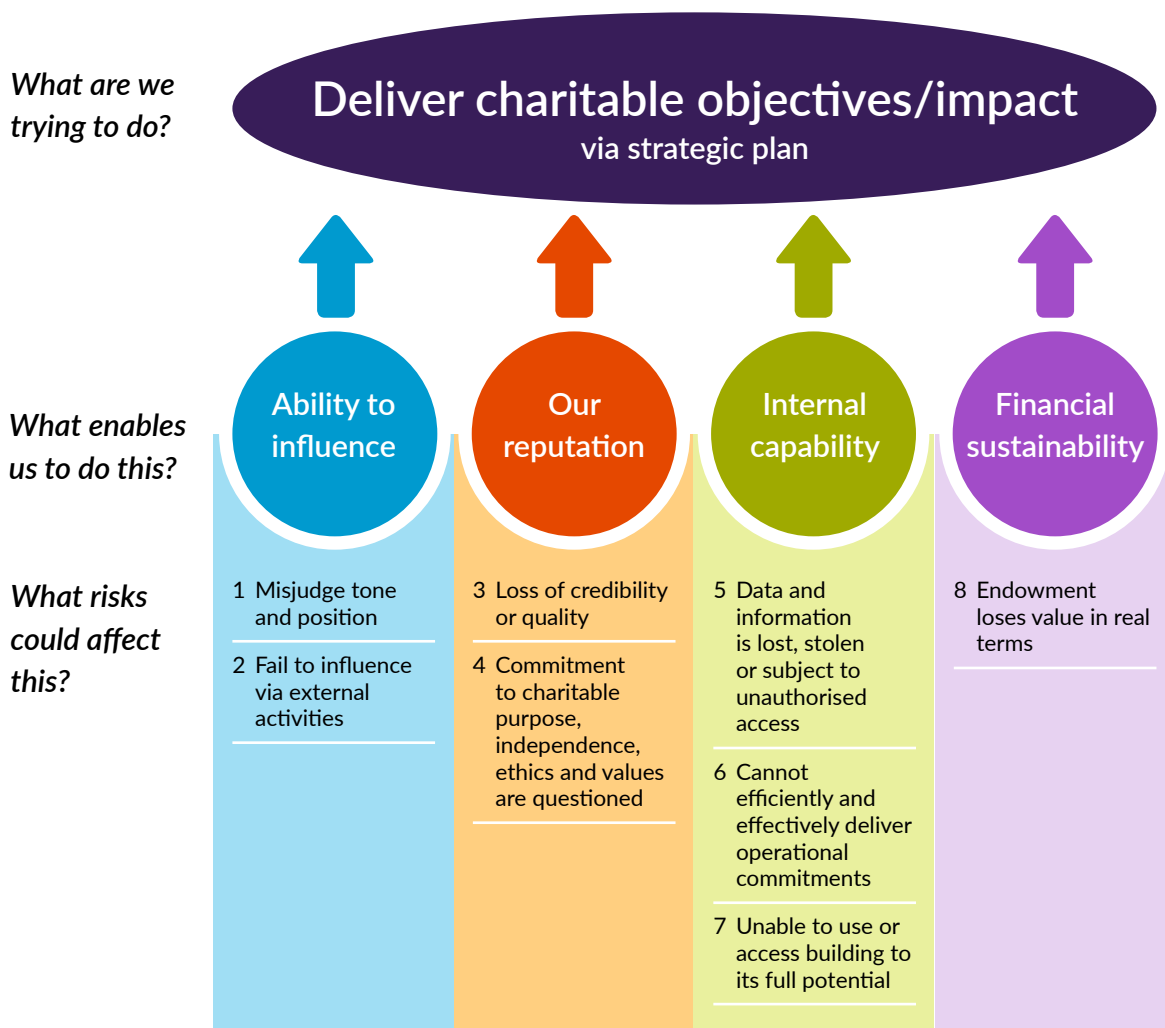 What are we
trying to do?
Deliver charitable objectives/impact
via strategic plan
What enables
us to do this?
Ability to
influence
Our
reputation
Internal
capability
Financial
sustainability
What risks
could affect
this?
1 Misjudge tone
and position
2 Fail to influence
via external
activities
3 Loss of credibility
or quality
4 Commitment
to charitable
purpose,
independence,
ethics and values
are questioned
5 Data and
information
is lost, stolen
or subject to
unauthorised
access
6 Cannot
efficiently and
effectively deliver
operational
commitments
7 Unable to use or
access building to
its full potential
8 Endowment
loses value in real
terms